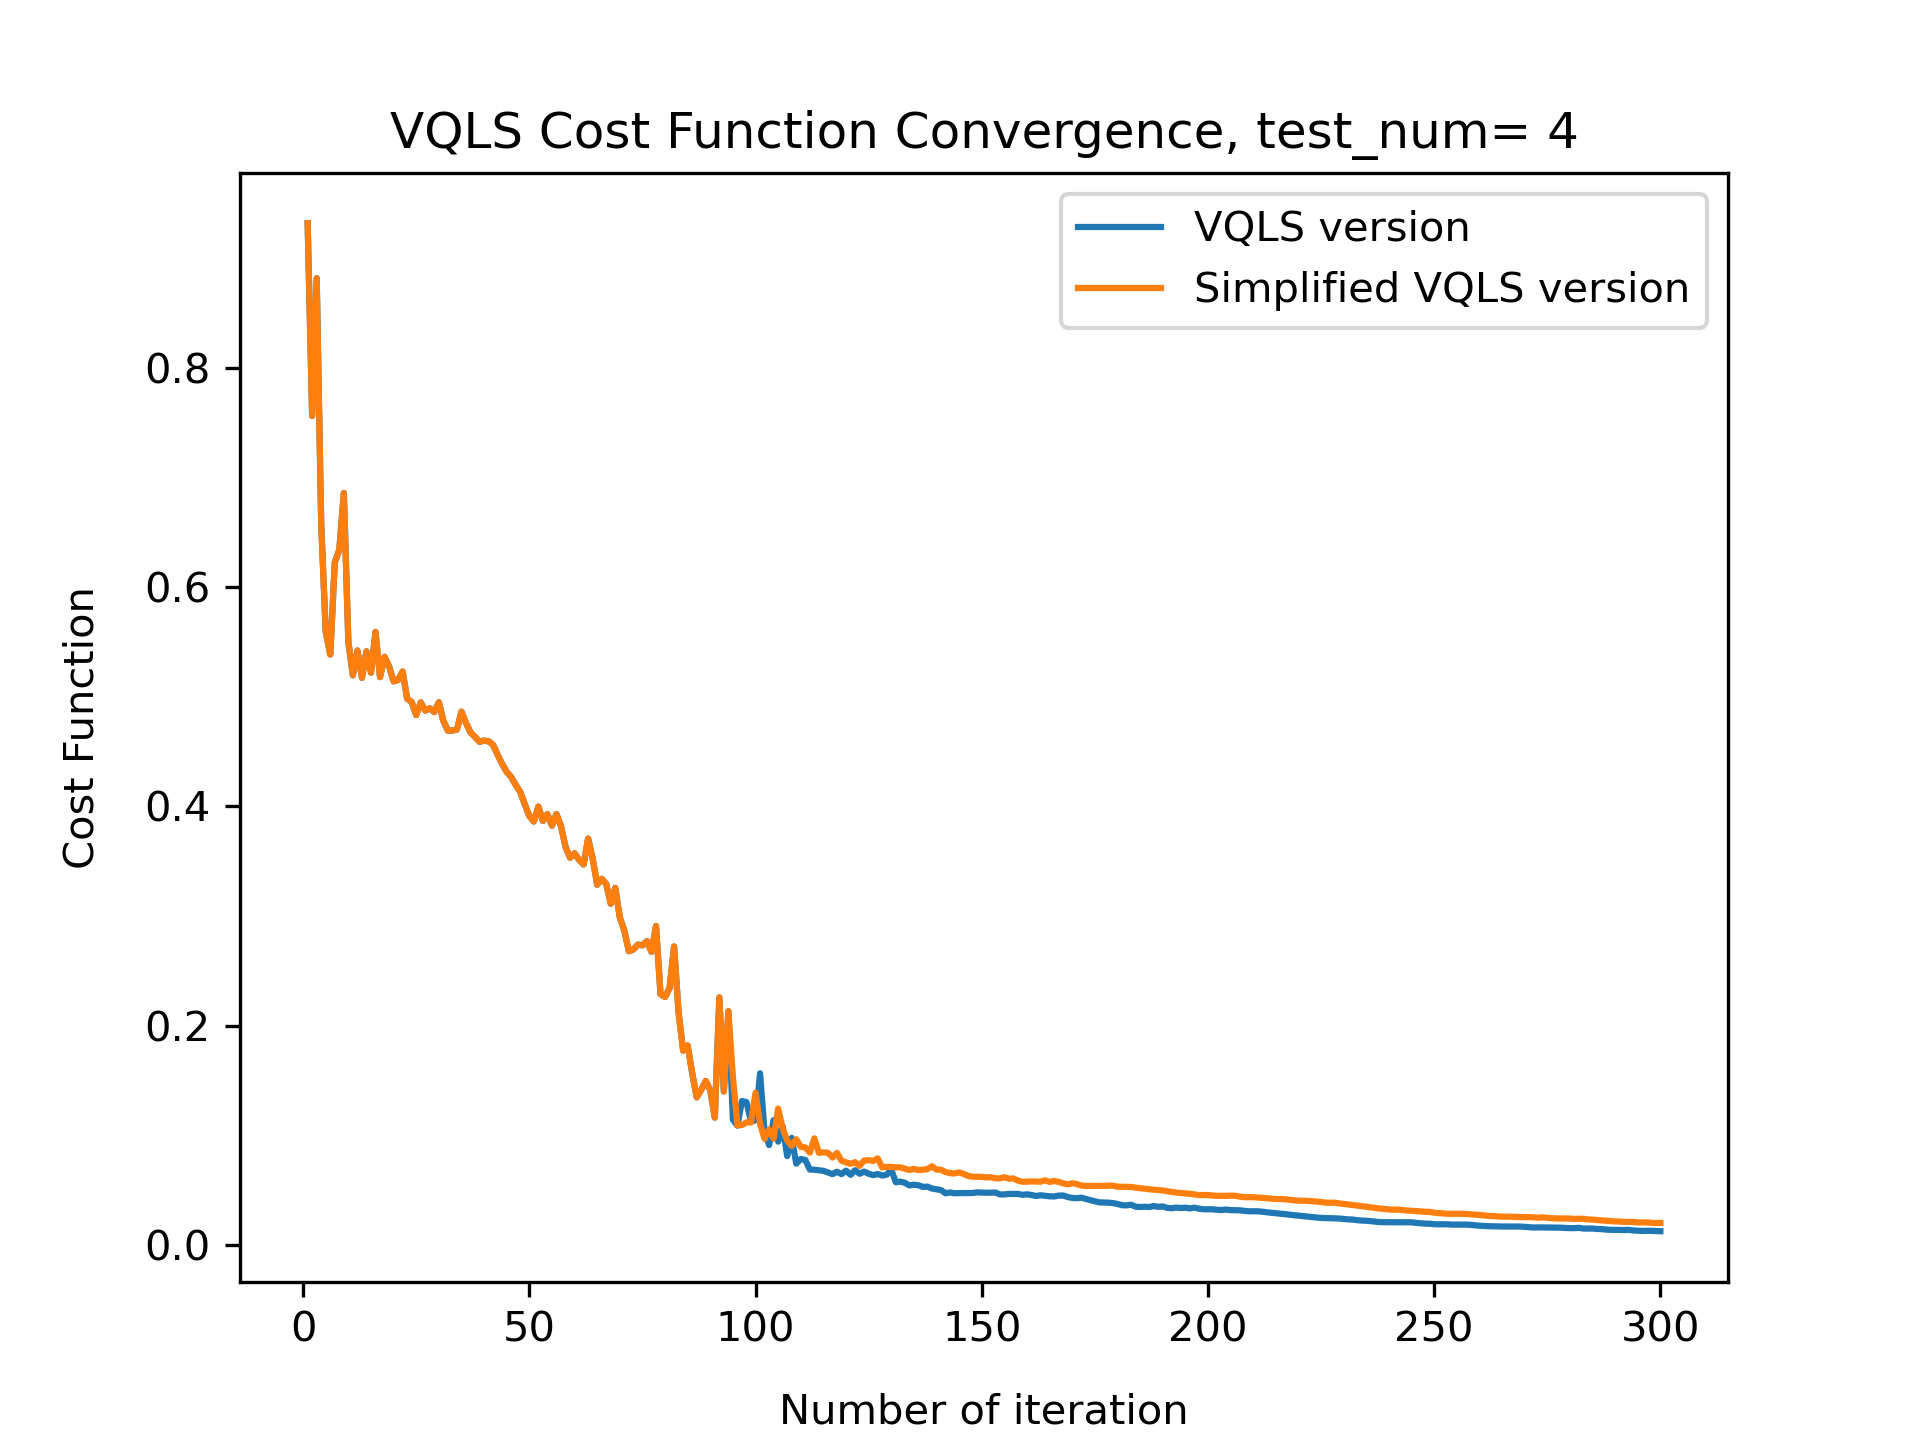 VQLS Cost Function Convergence, test_num= 4
VQLS version
Simplified VQLS version
Cost Function
0.8
0.6
0.4
0.2
0.0
0 50 100 150 200 250 300
Number of iteration